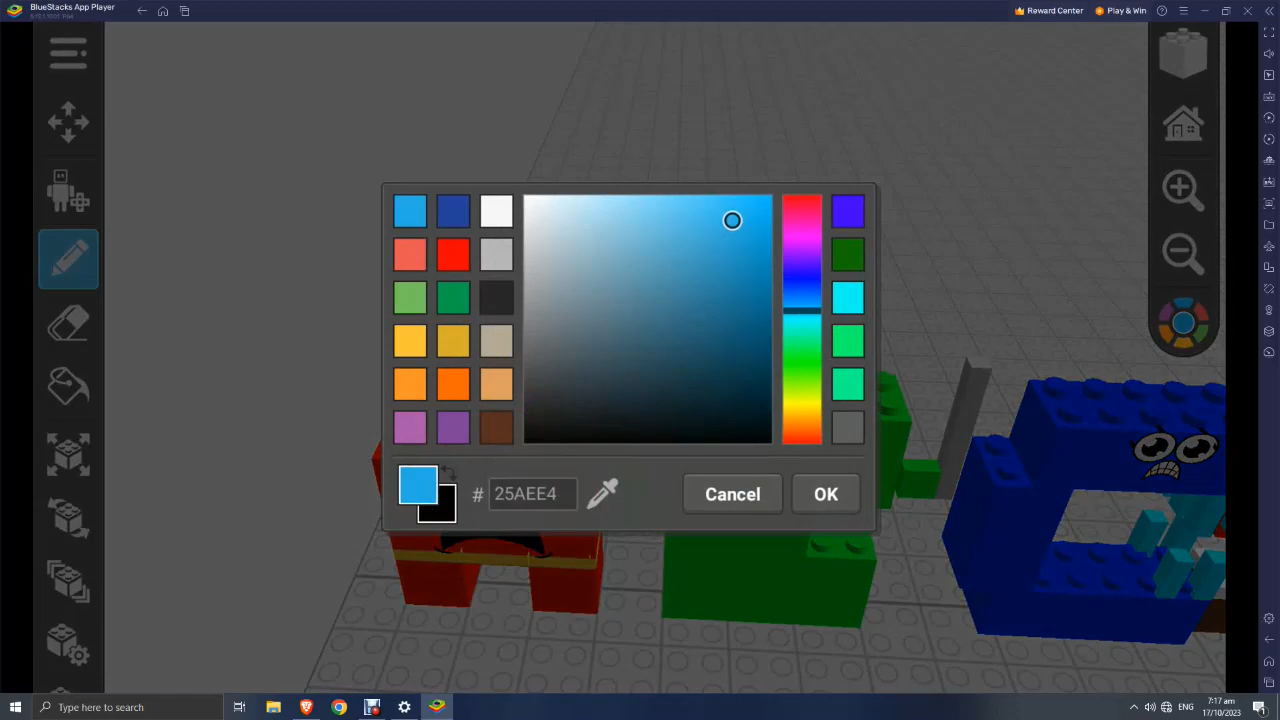 BlueStacks App Player
Reward Center
Play & Win
# 25AEE4
Cancel
OK
Type here to search
ENG
7:17 am
17/10/2023